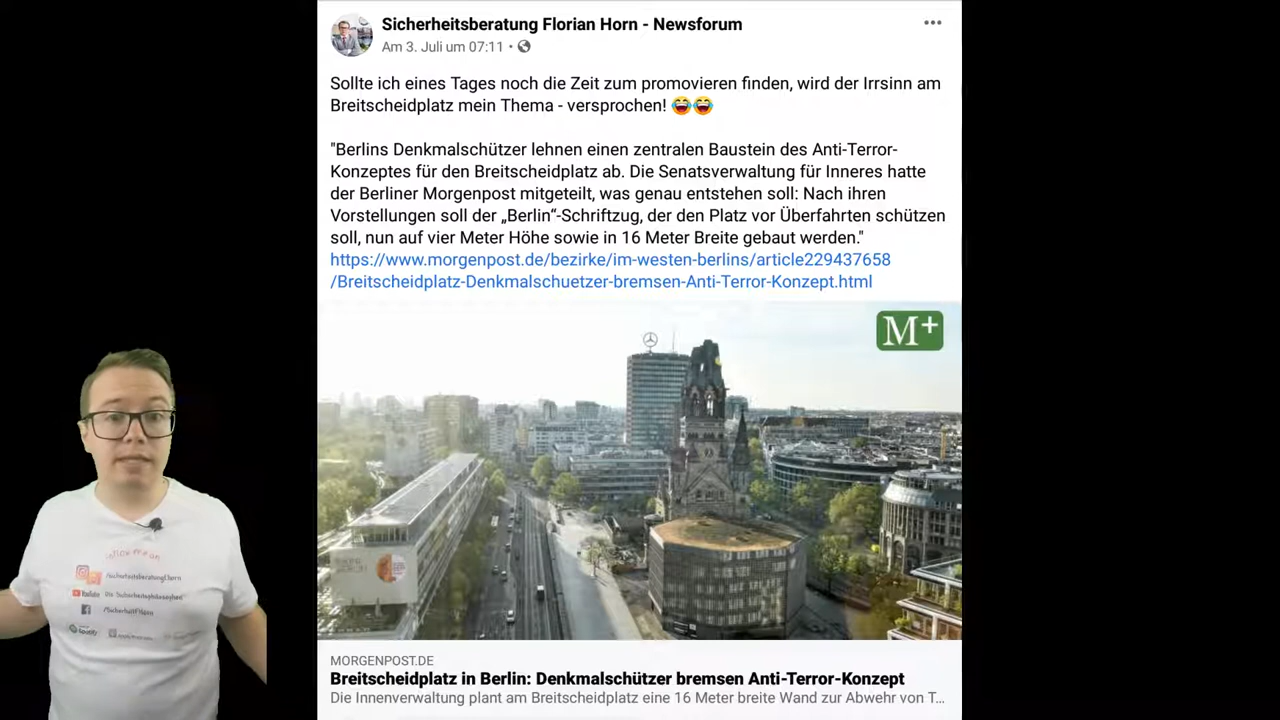 Sicherheitsberatung Florian Horn - Newsforum
Am 3. Juli um 07:11 •
Sollte ich eines Tages noch die Zeit zum promovieren finden, wird der Irrsinn am
Breitscheidplatz mein Thema - versprochen! 😂😂
"Berlins Denkmalschützer lehnen einen zentralen Baustein des Anti-Terror-
Konzeptes für den Breitscheidplatz ab. Die Senatsverwaltung für Inneres hatte
der Berliner Morgenpost mitgeteilt, was genau entstehen soll: Nach ihren
Vorstellungen soll der „Berlin“-Schriftzug, der den Platz vor Überfahrten schützen
soll, nun auf vier Meter Höhe sowie in 16 Meter Breite gebaut werden."
https://www.morgenpost.de/bezirke/im-westen-berlins/article229437658
/Breitscheidplatz-Denkmalschuetzer-bremsen-Anti-Terror-Konzept.html
M+
MORGENPOST.DE
Breitscheidplatz in Berlin: Denkmalschützer bremsen Anti-Terror-Konzept
Die Innenverwaltung plant am Breitscheidplatz eine 16 Meter breite Wand zur Abwehr von T...
YouTube
Spotify